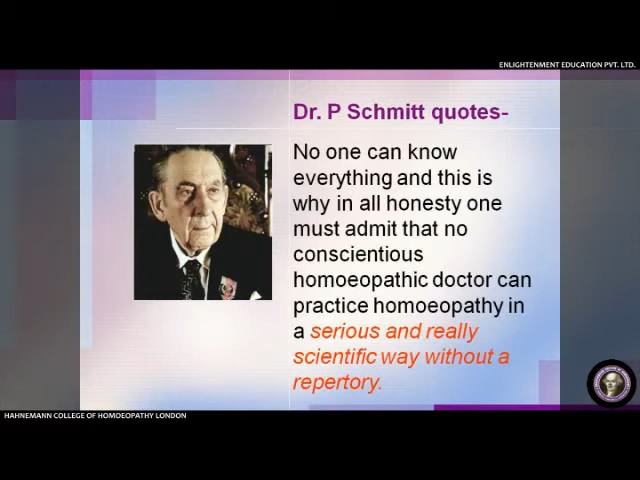 ENLIGHTENMENT EDUCATION PVT. LTD.
Dr. P Schmitt quotes-
No one can know
everything and this is
why in all honesty one
must admit that no
conscientious
homoeopathic doctor can
practice homoeopathy in
a serious and really
scientific way without a
repertory.
HAHNEMANN COLLEGE OF HOMOEOPATHY LONDON